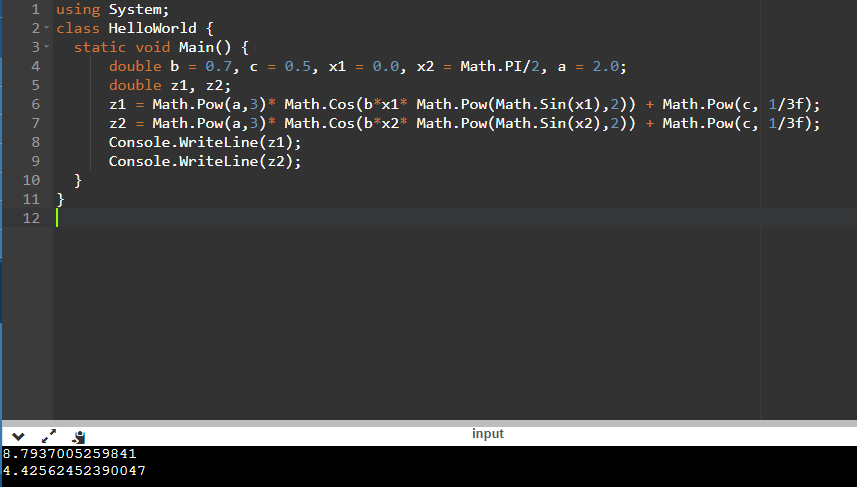 1 using System;
2 class HelloWorld {
3 static void Main() {
4 double b = 0.7, c = 0.5, x1 = 0.0, x2 = Math.PI/2, a = 2.0;
5 double z1, z2;
6 z1 = Math.Pow(a,3)* Math.Cos(b*x1* Math.Pow(Math.Sin(x1),2)) + Math.Pow(c, 1/3f);
7 z2 = Math.Pow(a,3)* Math.Cos(b*x2* Math.Pow(Math.Sin(x2),2)) + Math.Pow(c, 1/3f);
8 Console.WriteLine(z1);
9 Console.WriteLine(z2);
10 }
11 }
12
input
8.7937005259841
4.42562452390047